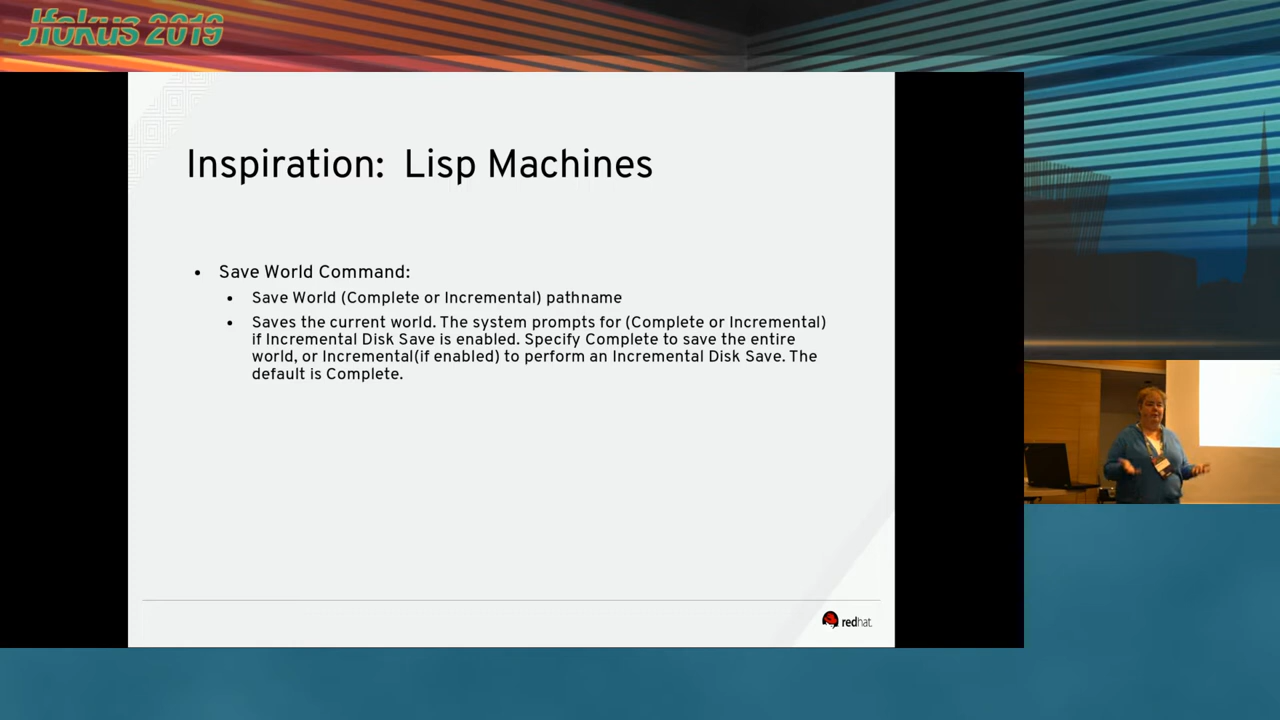 Jfokus 2019
Inspiration: Lisp Machines
• Save World Command:
• Save World (Complete or Incremental) pathname
• Saves the current world. The system prompts for (Complete or Incremental)
if Incremental Disk Save is enabled. Specify Complete to save the entire
world, or Incremental(if enabled) to perform an Incremental Disk Save. The
default is Complete.
redhat.